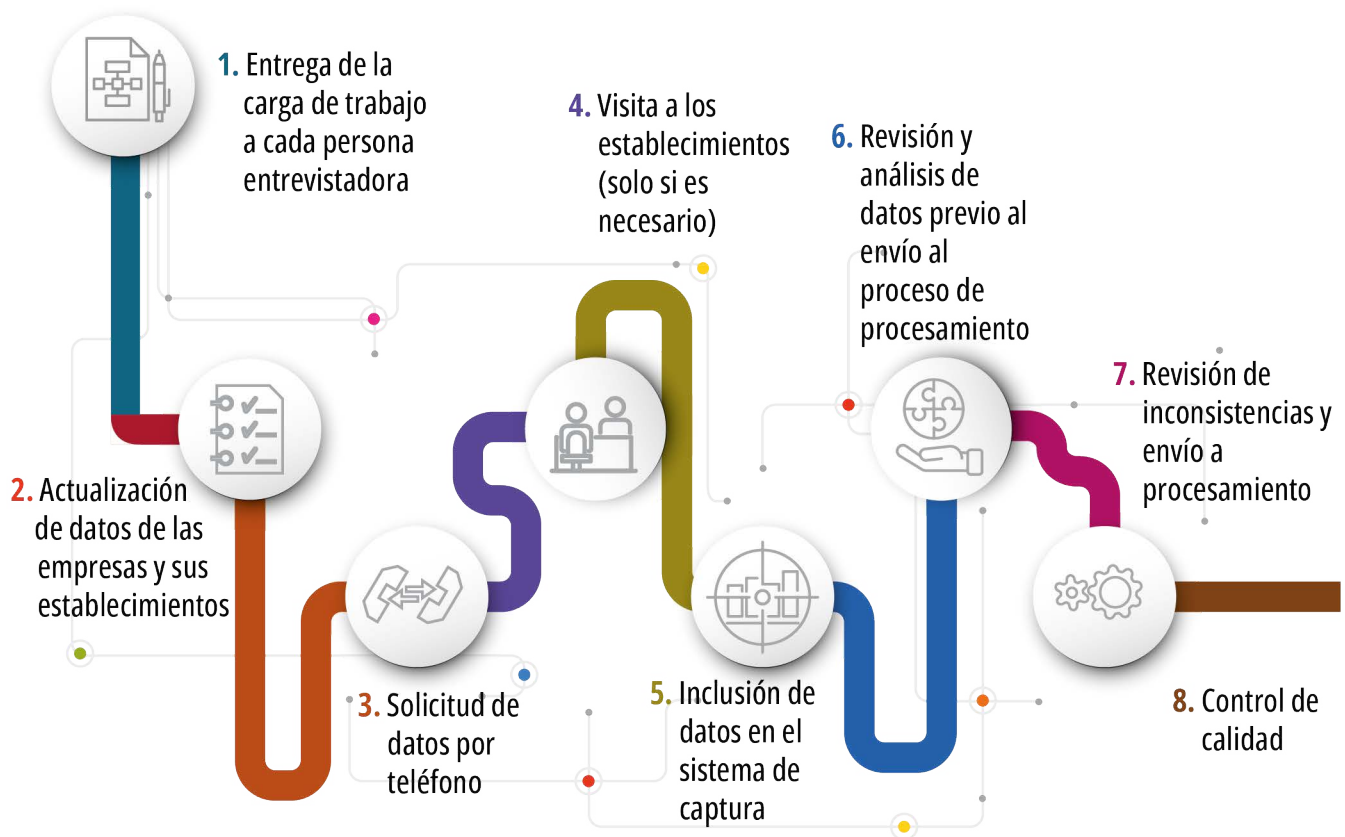 1. Entrega de la
carga de trabajo
a cada persona
entrevistadora
2. Actualización
de datos de las
empresas y sus
establecimientos
3. Solicitud de
datos por
teléfono
4. Visita a los
establecimientos
(solo si es
necesario)
5. Inclusión de
datos en el
sistema de
captura
6. Revisión y
análisis de
datos previo al
envío al
proceso de
procesamiento
7. Revisión de
inconsistencias y
envío a
procesamiento
8. Control de
calidad